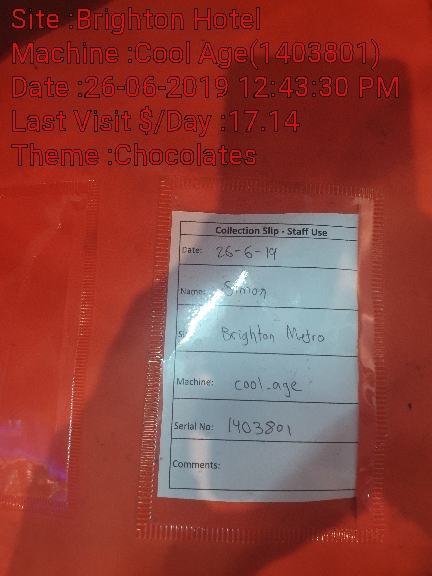 Site :Brighton Hotel
Machine :Cool Age(1403801)
Date :26-06-2019 12:43:30 PM
Last Visit $/Day :17.14
Theme :Chocolates
Collection Slip - Staff Use
Date: 26-6-19
Name: Simon
Brighton Metro
Machine: cool.age
Serial No: 1403801
Comments: